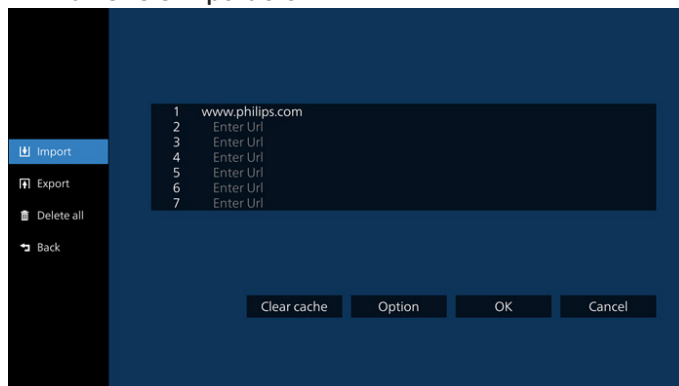 1 www.philips.com
2 Enter Url
3 Enter Url
4 Enter Url
5 Enter Url
6 Enter Url
7 Enter Url
Import
Export
Delete all
Back
Clear cache Option OK Cancel